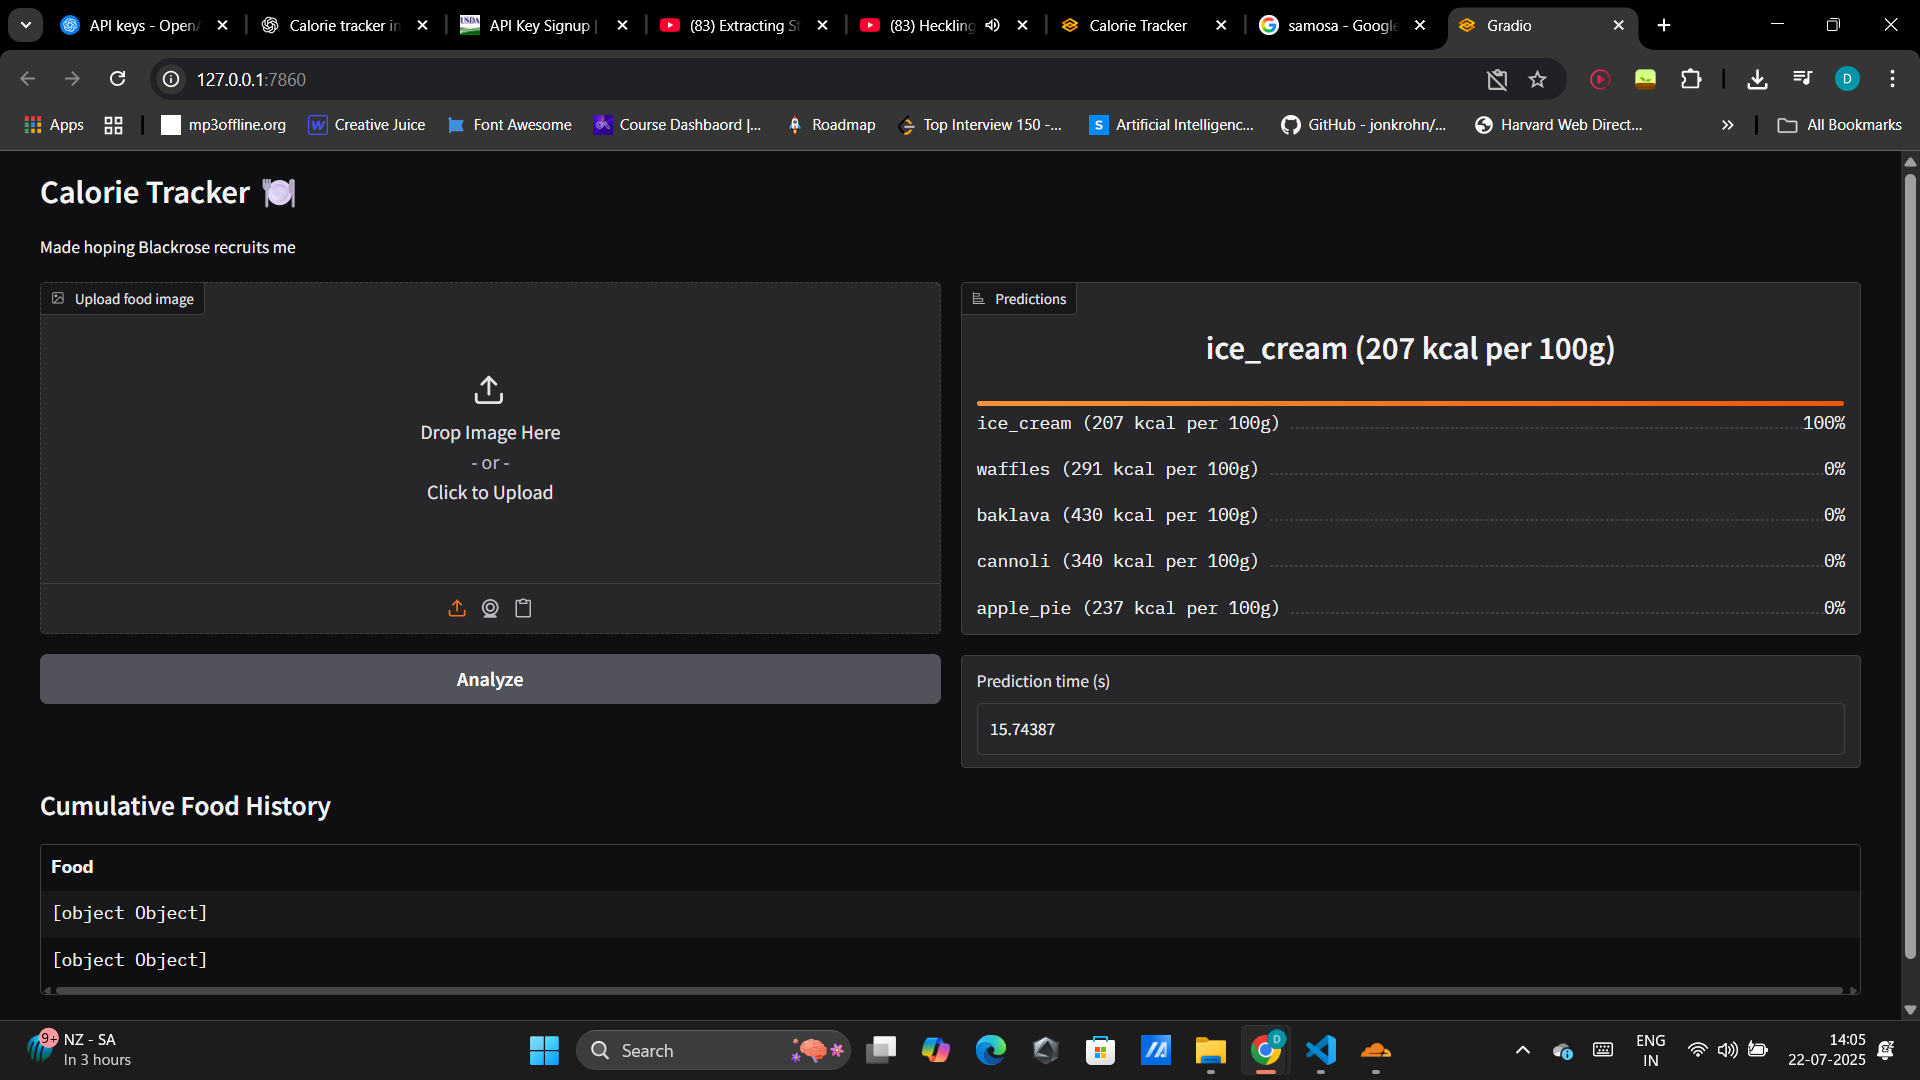 API keys - OpenA
Calorie tracker in
API Key Signup |
(83) Extracting St
(83) Heckling
Calorie Tracker
samosa - Google
Gradio
127.0.0.1:7860
D
Apps
mp3offline.org
Creative Juice
Font Awesome
Course Dashbaord |...
Roadmap
Top Interview 150 -...
Artificial Intelligenc...
GitHub - jonkrohn/...
Harvard Web Direct...
All Bookmarks
Calorie Tracker
Made hoping Blackrose recruits me
Upload food image
Drop Image Here
- or -
Click to Upload
Analyze
Predictions
ice_cream (207 kcal per 100g)
ice_cream (207 kcal per 100g) 100%
waffles (291 kcal per 100g) 0%
baklava (430 kcal per 100g) 0%
cannoli (340 kcal per 100g) 0%
apple_pie (237 kcal per 100g) 0%
Prediction time (s)
15.74387
Cumulative Food History
Food
[object Object]
[object Object]
9+
NZ - SA
In 3 hours
Search
D
ENG
IN
14:05
22-07-2025